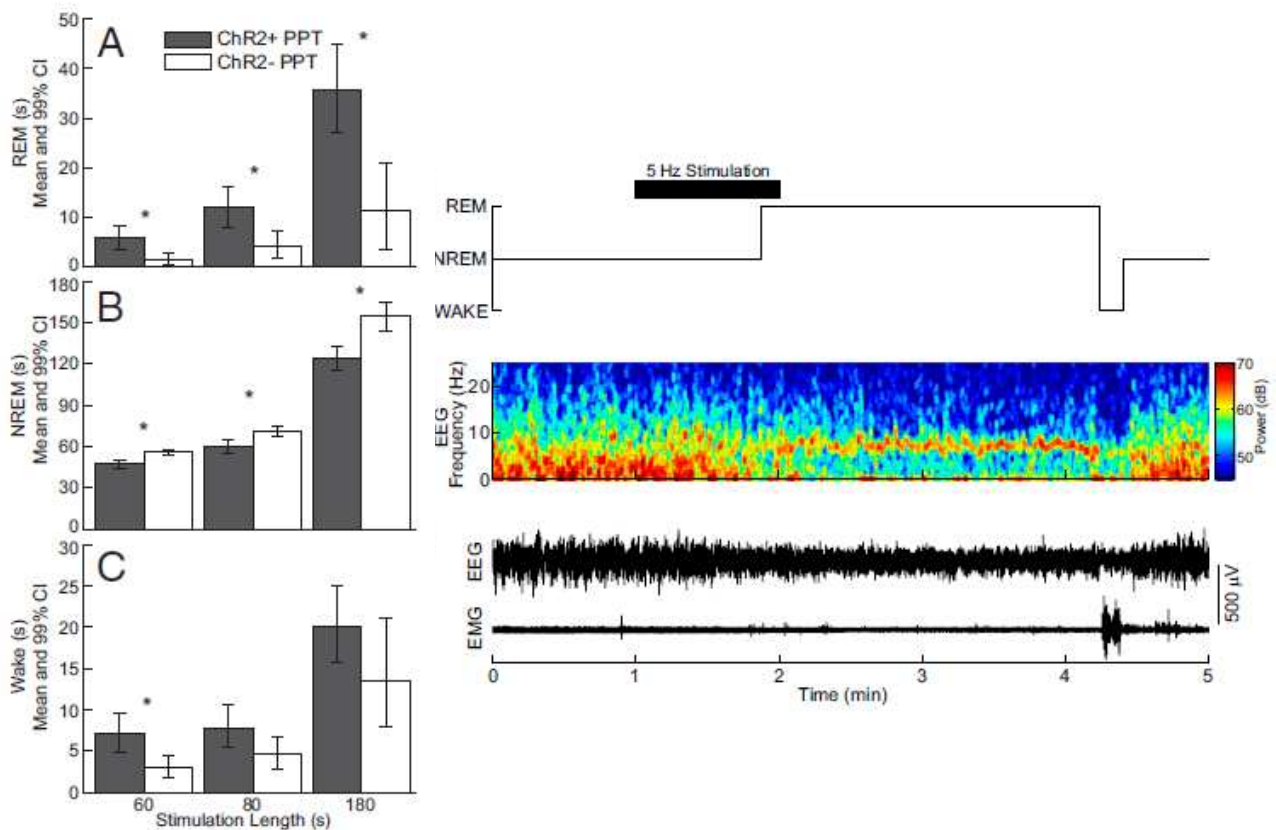 A
ChR2+ PPT
ChR2- PPT
*
*
*
50
40
30
20
10
0
REM (s)
Mean and 99% CI
B
*
*
*
180
150
120
90
60
30
0
NREM (s)
Mean and 99% CI
C
*
30
25
20
15
10
5
0
Wake (s)
Mean and 99% CI
60 80 180
Stimulation Length (s)
5 Hz Stimulation
REM
NREM
WAKE
EEG
Frequency (Hz)
20
10
0
70
60
50
Power (dB)
EEG
EMG
500 µV
0 1 2 3 4 5
Time (min)